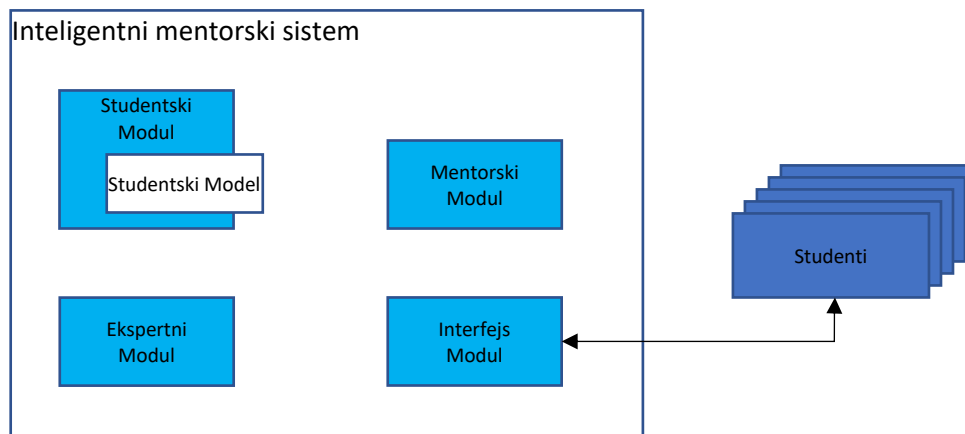 Inteligentni mentorski sistem
Studentski
Modul
Studentski Model
Mentorski
Modul
Studenti
Ekspertni
Modul
Interfejs
Modul